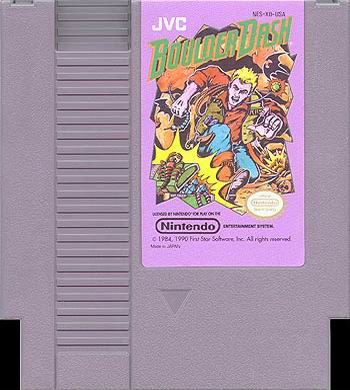 NES-XB-USA
JVC
BOULDER DASH
Nintendo
LICENSED BY NINTENDO FOR PLAY ON THE
Nintendo ENTERTAINMENT SYSTEM.
© 1984, 1990 First Star Software, Inc. All rights reserved.
Made in JAPAN